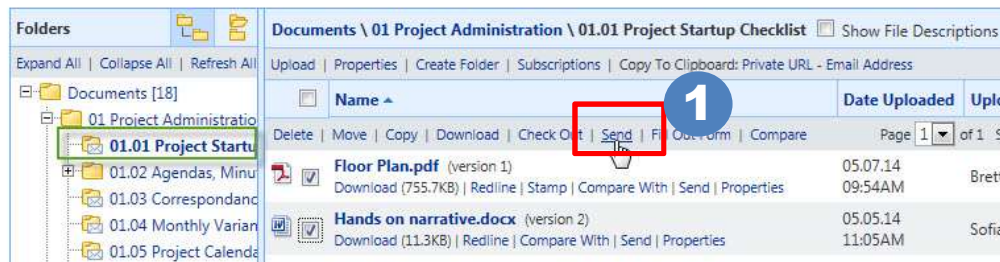 Folders
Documents \ 01 Project Administration \ 01.01 Project Startup Checklist Show File Descriptions
Expand All | Collapse All | Refresh All
Upload | Properties | Create Folder | Subscriptions | Copy To Clipboard: Private URL - Email Address
Documents [18]
01 Project Administratio
01.01 Project Startu
01.02 Agendas, Minu
01.03 Correspondanc
01.04 Monthly Varian
01.05 Project Calenda
1
Name Date Uploaded Uplo
Delete | Move | Copy | Download | Check Out | Send | Fill Out Form | Compare Page 1 of 1 S
Floor Plan.pdf (version 1) 05.07.14
Download (755.7KB) | Redline | Stamp | Compare With | Send | Properties 09:54AM Brett
Hands on narrative.docx (version 2) 05.05.14
Download (11.3KB) | Redline | Compare With | Send | Properties 11:05AM Sofia